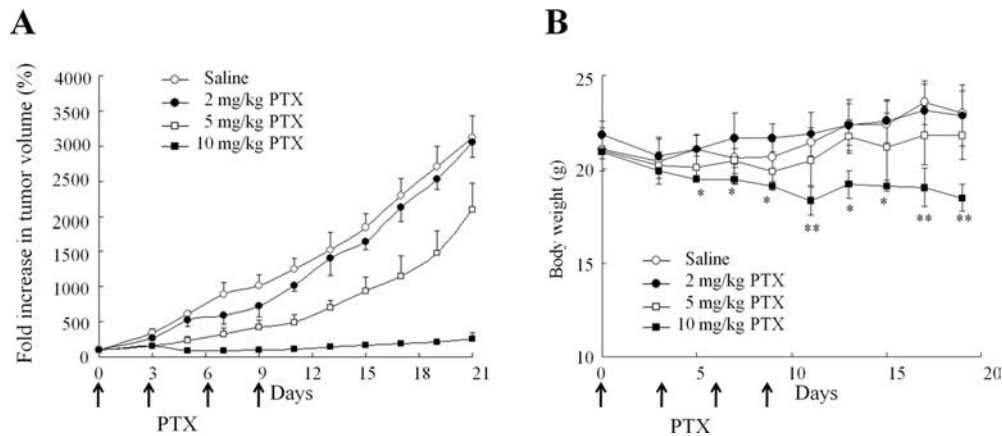 A
Fold increase in tumor volume (%)
4000
3500
3000
2500
2000
1500
1000
500
0
Saline
2 mg/kg PTX
5 mg/kg PTX
10 mg/kg PTX
0 3 6 9 12 15 18 21
Days
PTX
B
Body weight (g)
25
20
15
10
* * * ** * * ** **
Saline
2 mg/kg PTX
5 mg/kg PTX
10 mg/kg PTX
0 5 10 15 20
Days
PTX